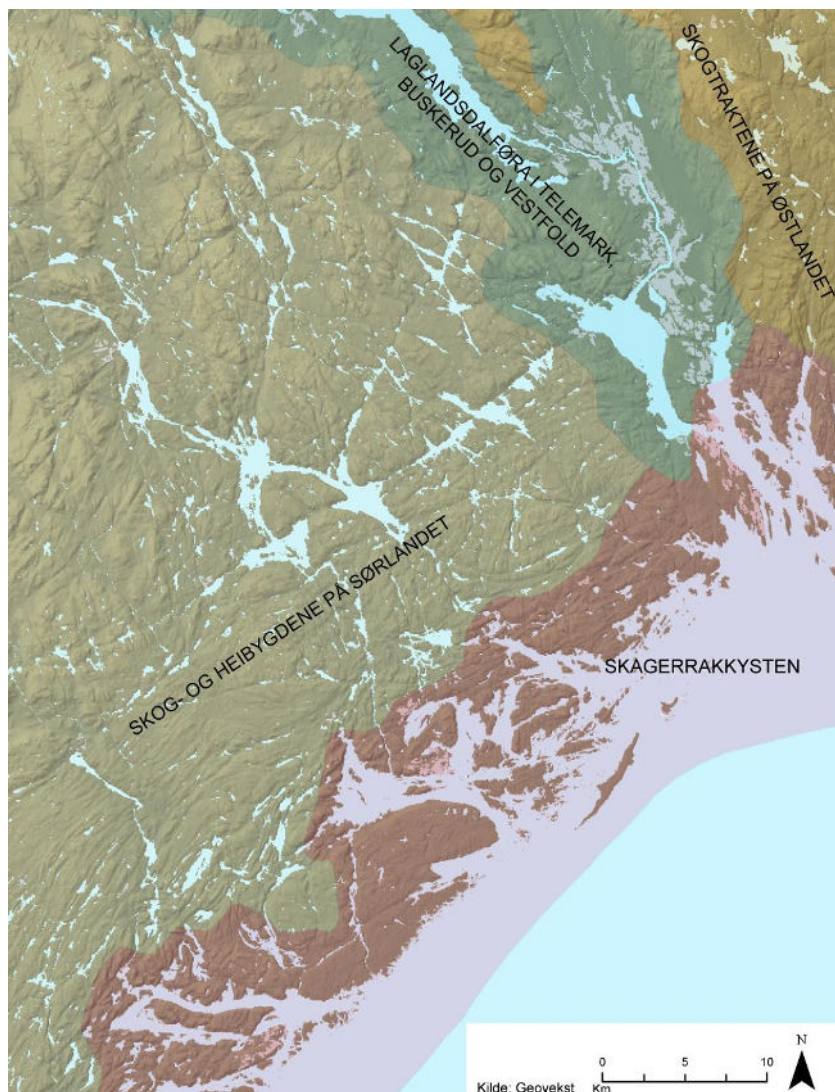 LAGLANDSDALFØRA I TELEMARK,
BUSKERUD OG VESTFOLD
SKOGTRAKTENE PÅ ØSTLANDET
SKOG- OG HEIBYGDENE PÅ SØRLANDET
SKAGERRAKKYSTEN
N
0 5 10
Kilde: Geovekst Km